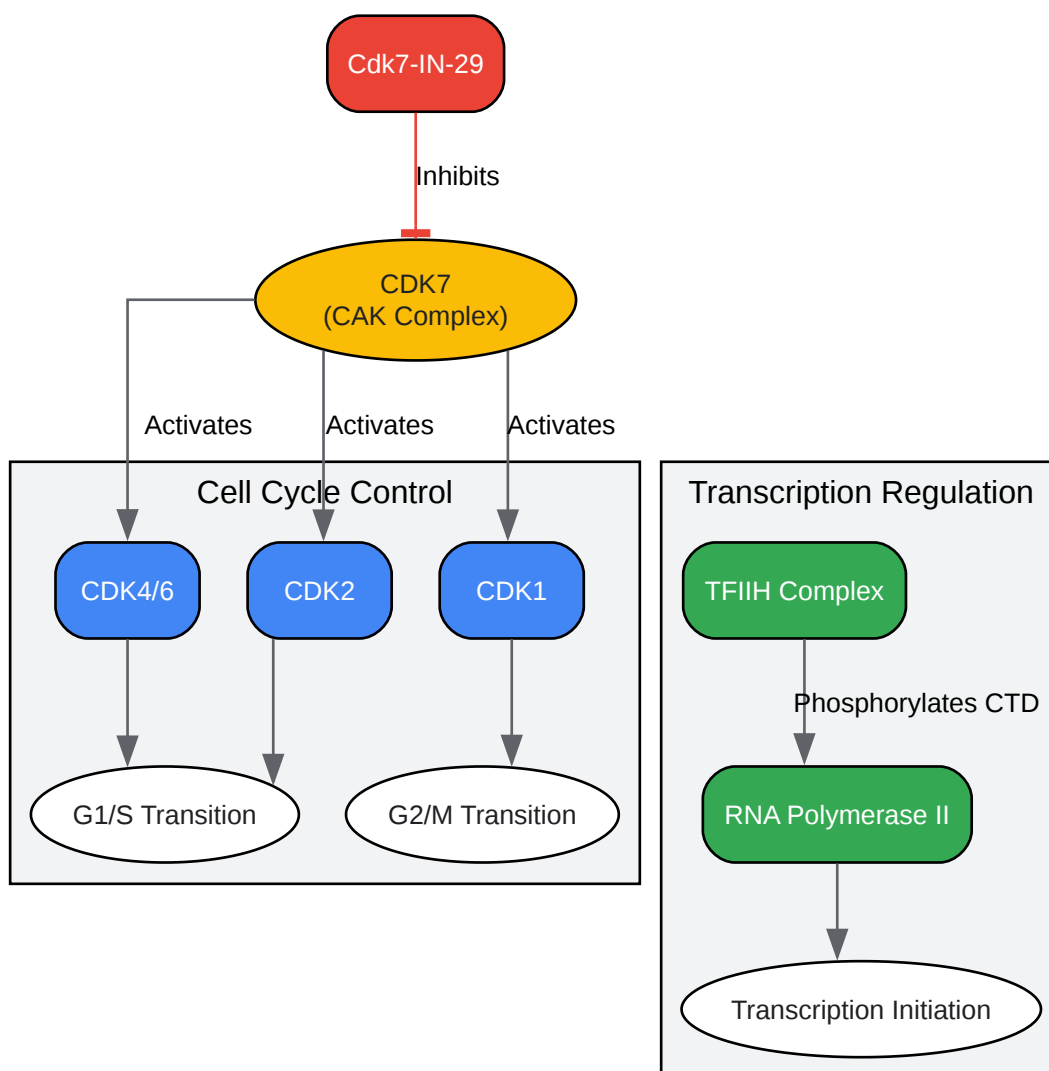 Cdk7-IN-29
Inhibits
CDK7
(CAK Complex)
Activates
Activates
Activates
Cell Cycle Control
Transcription Regulation
CDK4/6
CDK2
CDK1
TFIIH Complex
Phosphorylates CTD
G1/S Transition
G2/M Transition
RNA Polymerase II
Transcription Initiation